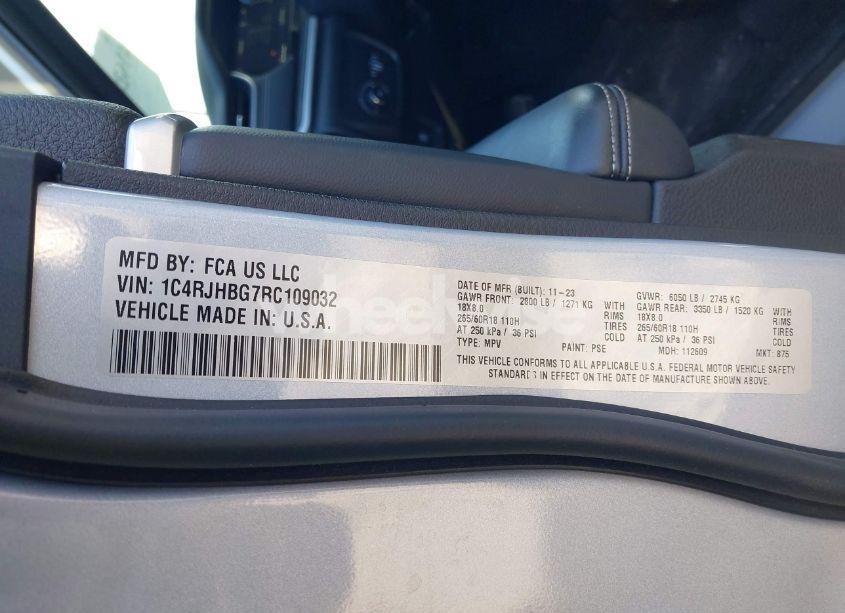 MFD BY: FCA US LLC
VIN: 1C4RJHBG7RC109032
VEHICLE MADE IN: U.S.A.
DATE OF MFR (BUILT): 11-23 GVWR: 6050 LB / 2745 KG
GAWR FRONT: 2800 LB / 1271 KG WITH GAWR REAR: 3350 LB / 1520 KG WITH
18X8.0 RIMS 18X8.0 RIMS
265/60R18 110H TIRES 265/60R18 110H TIRES
AT 250 kPa / 36 PSI COLD AT 250 kPa / 36 PSI COLD
TYPE: MPV PAINT: PSE MDH: 112609 MKT: 875
THIS VEHICLE CONFORMS TO ALL APPLICABLE U.S.A. FEDERAL MOTOR VEHICLE SAFETY
STANDARDS IN EFFECT ON THE DATE OF MANUFACTURE SHOWN ABOVE.